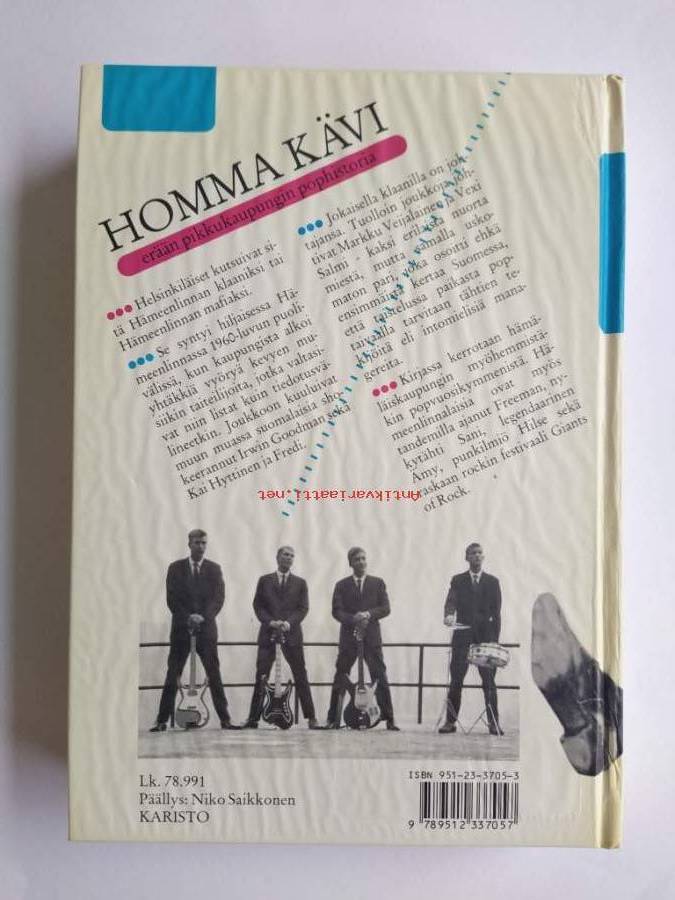 HOMMA KÄVI
erään pikkukaupungin pophistoria
Helsinkiläiset kutsuivat si-
tä Hämeenlinnan klaaniksi tai
Hämeenlinnan mafiaksi.
Se syntyi hiljaisessa Hä-
meenlinnassa 1960-luvun puoli-
välissä, kun kaupungista alkoi
yhtäkkiä vyöryä kevyen mu-
siikin taiteilijoita, jotka valtasi-
vat niin listat kuin tiedotusvä-
lineetkin. Joukkoon kuuluivat
muun muassa suomalaisia sho-
keerannut Irwin Goodman sekä
Kai Hyttinen ja Fredi.
Jokaisella klaanilla on joh-
tajansa. Tuolloin joukkoja joh-
tivat Markku Veijalainen ja Vexi
Salmi - kaksi erilaista nuorta
miestä, mutta samalla usko-
maton pari, joka osoitti ehkä
ensimmäistä kertaa Suomessa,
että taistelussa paikasta pop-
taivaalla tarvitaan tähtien te-
kijöitä eli intomielisiä mana-
gereita.
Kirjassa kerrotaan hämä-
läiskaupungin myöhemmistä-
kin popvuosikymmenistä. Hä-
meenlinnalaisia ovat myös
tandemilla ajanut Freeman, ny-
kytähti Sani, legendaarinen
Amy, punkilmiö Hilse sekä
raskaan rockin festivaali Giants
of Rock.
Antikvariaatti.net
Lk. 78.991
Päällys: Niko Saikkonen
KARISTO
ISBN 951-23-3705-3
9 789512 337057